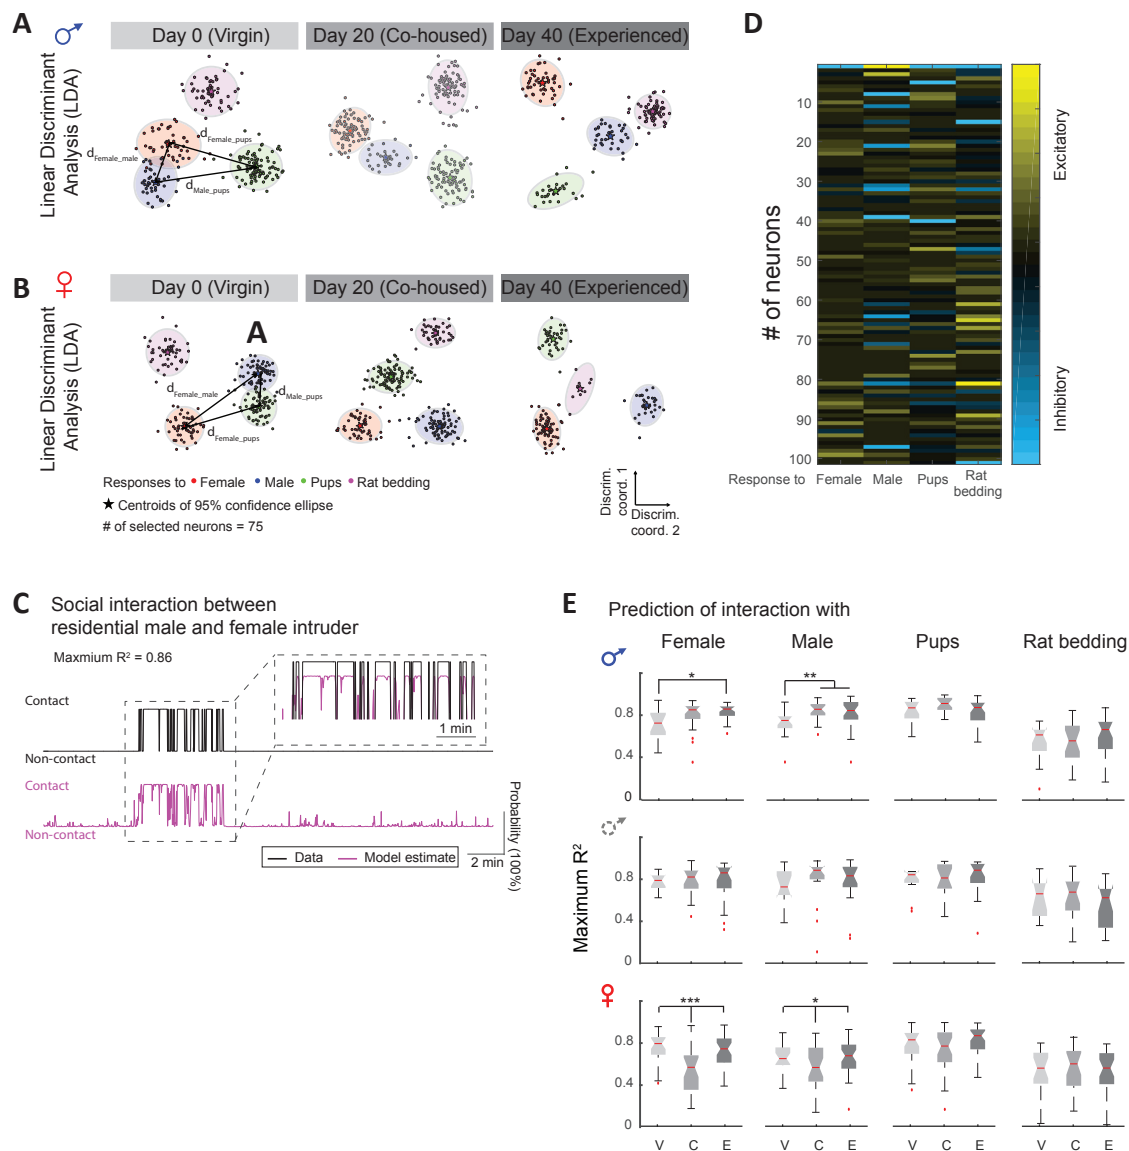 A
Day 0 (Virgin)
Day 20 (Co-housed)
Day 40 (Experienced)
Linear Discriminant
Analysis (LDA)
dFemale_pups
dFemale_male
dMale_pups
B
Day 0 (Virgin)
Day 20 (Co-housed)
Day 40 (Experienced)
Linear Discriminant
Analysis (LDA)
A
dFemale_male
dMale_pups
dFemale_pups
Responses to Female Male Pups Rat bedding
Centroids of 95% confidence ellipse
# of selected neurons = 75
Discrim.
coord. 1
Discrim.
coord. 2
D
# of neurons
10
20
30
40
50
60
70
80
90
100
Response to Female Male Pups Rat
bedding
Excitatory
Inhibitory
C
Social interaction between
residential male and female intruder
Maxmium R² = 0.86
Contact
Non-contact
Contact
Non-contact
1 min
Data Model estimate
2 min
Probability (100%)
E
Prediction of interaction with
Female Male Pups Rat bedding
Maximum R²
* **
0.8
0.4
0
0.8
0.4
0
*** *
0.8
0.4
0
V C E V C E V C E V C E